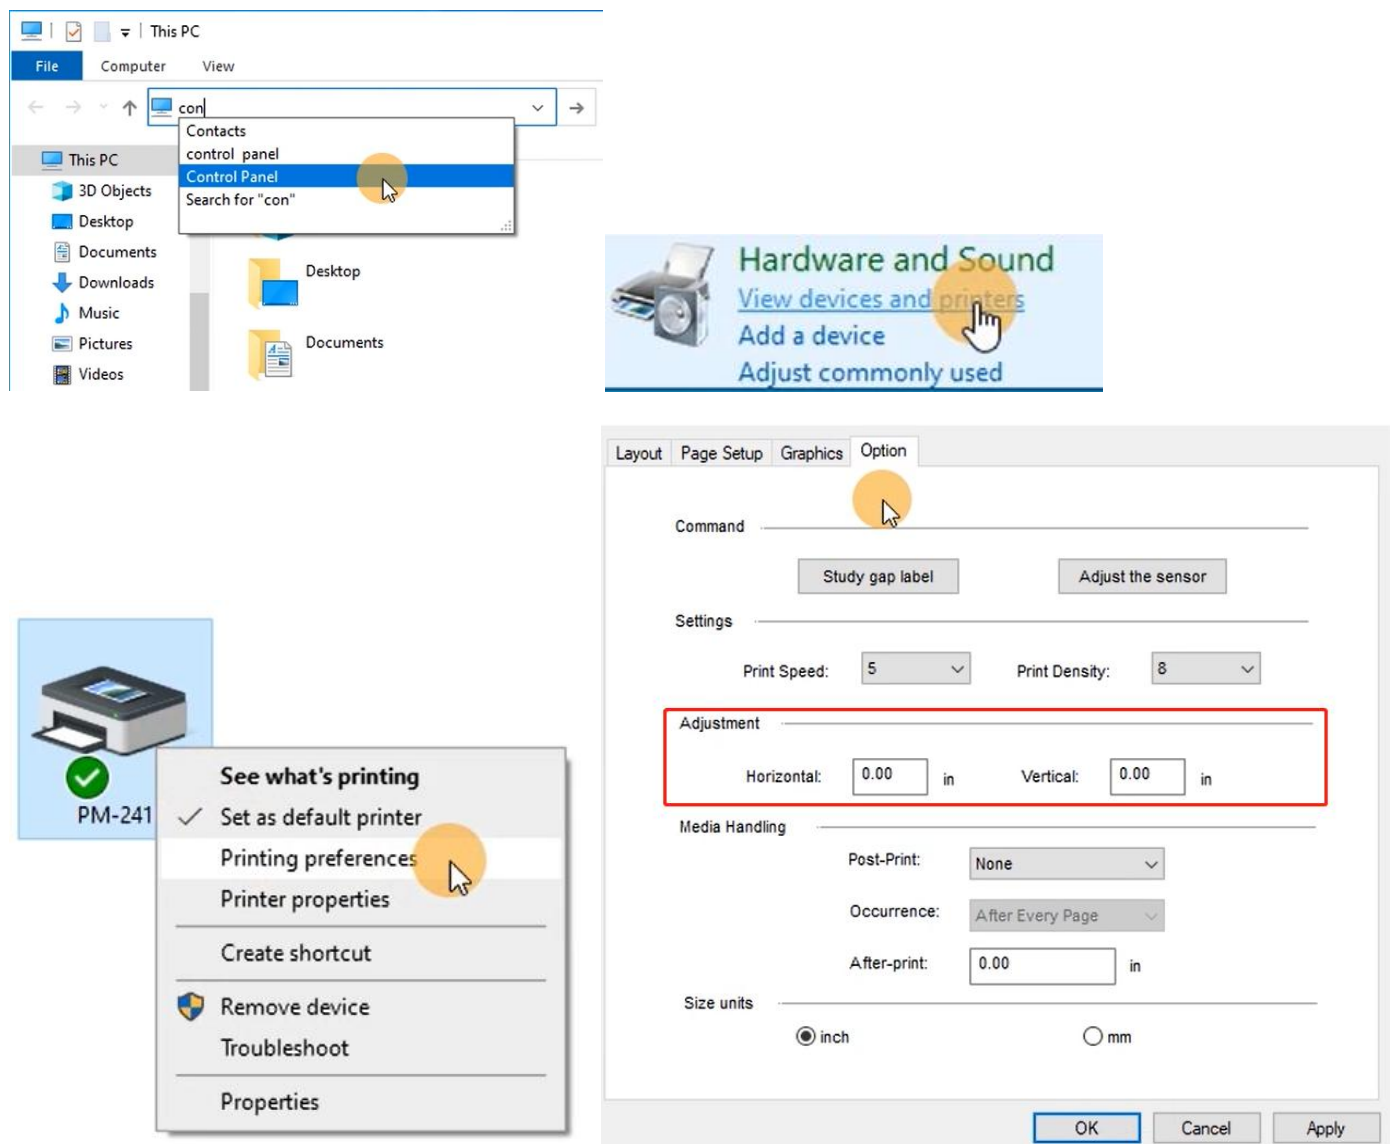 This PC
File Computer View
con
Contacts
control panel
Control Panel
Search for "con"
This PC
3D Objects
Desktop
Documents
Downloads
Music
Pictures
Videos
Desktop
Documents
Hardware and Sound
View devices and printers
Add a device
Adjust commonly used
PM-241
See what's printing
Set as default printer
Printing preferences
Printer properties
Create shortcut
Remove device
Troubleshoot
Properties
Layout Page Setup Graphics Option
Command
Study gap label Adjust the sensor
Settings
Print Speed: 5 Print Density: 8
Adjustment
Horizontal: 0.00 in Vertical: 0.00 in
Media Handling
Post-Print: None
Occurrence: After Every Page
After-print: 0.00 in
Size units
inch mm
OK Cancel Apply